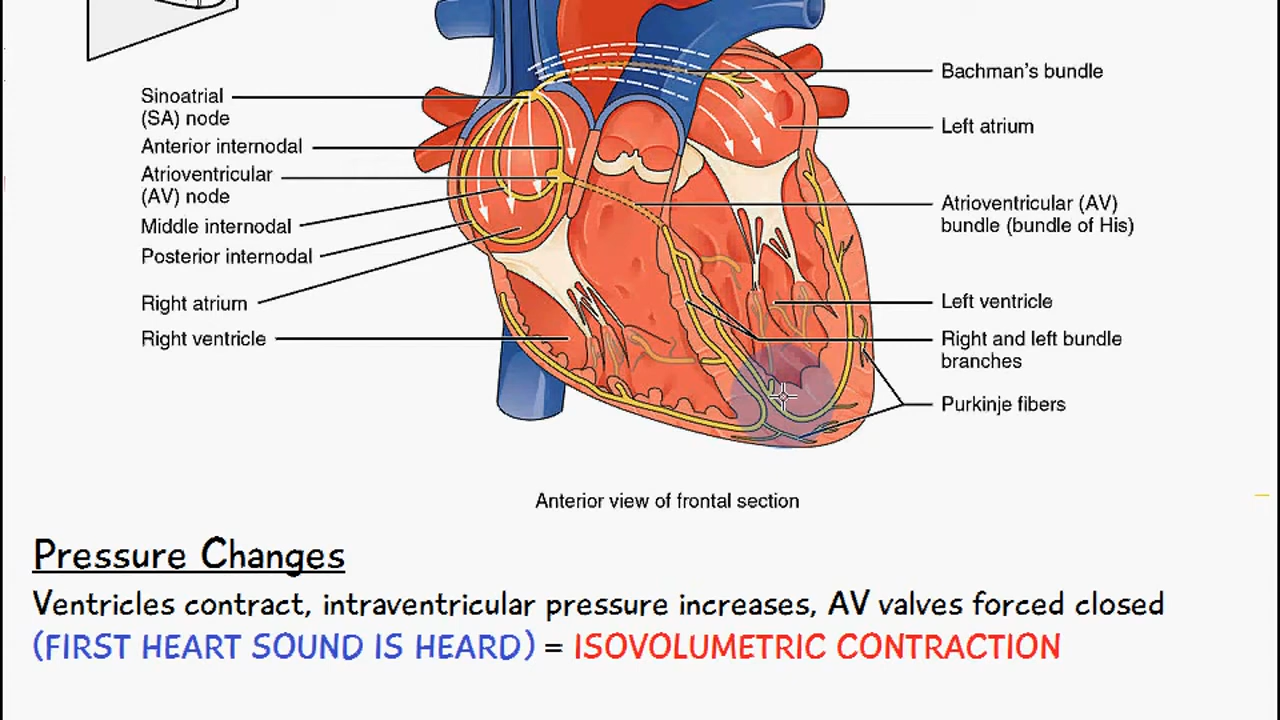 Sinoatrial
(SA) node
Anterior internodal
Atrioventricular
(AV) node
Middle internodal
Posterior internodal
Right atrium
Right ventricle
Bachman's bundle
Left atrium
Atrioventricular (AV)
bundle (bundle of His)
Left ventricle
Right and left bundle
branches
Purkinje fibers
Anterior view of frontal section
Pressure Changes
Ventricles contract, intraventricular pressure increases, AV valves forced closed
(FIRST HEART SOUND IS HEARD) = ISOVOLUMETRIC CONTRACTION